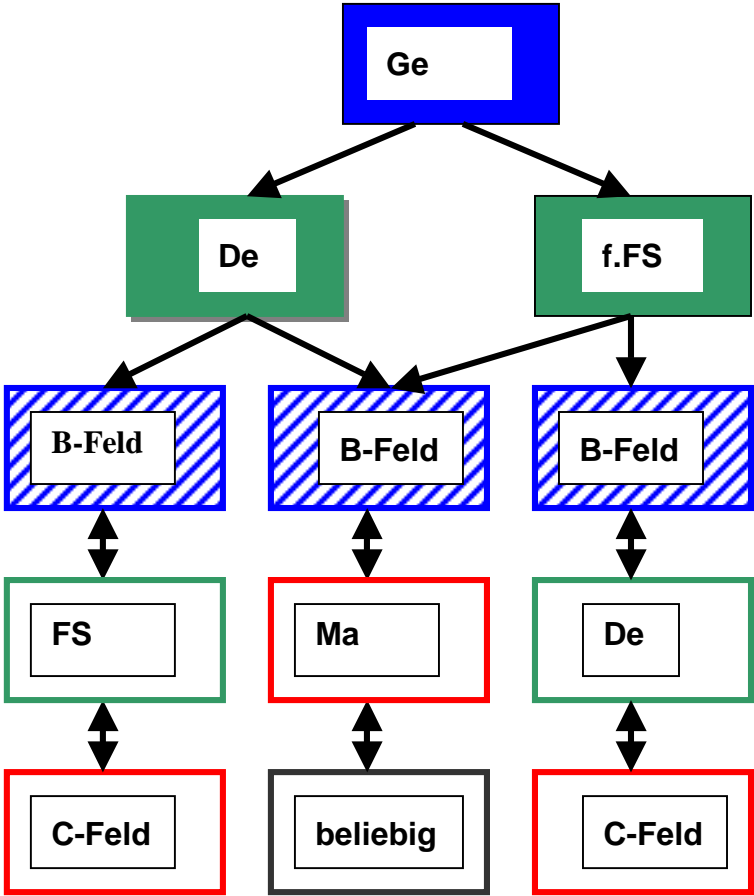 Ge
De
f.FS
B-Feld
B-Feld
B-Feld
FS
Ma
De
C-Feld
beliebig
C-Feld